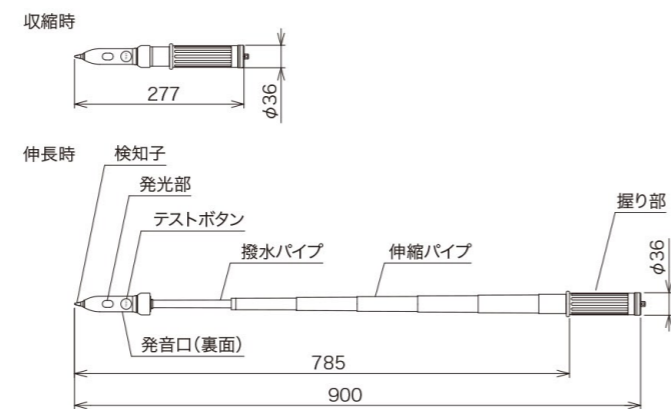 収縮時
277
φ36
伸長時
検知子
発光部
テストボタン
撥水パイプ
伸縮パイプ
握り部
φ36
発音口(裏面)
785
900